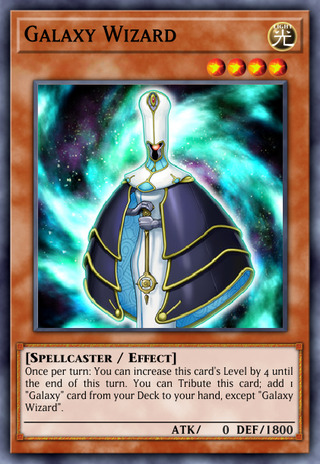 Galaxy Wizard
LIGHT
光
[Spellcaster / Effect]
Once per turn: You can increase this card's Level by 4 until
the end of this turn. You can Tribute this card; add 1
"Galaxy" card from your Deck to your hand, except "Galaxy
Wizard".
ATK/ 0 DEF/1800